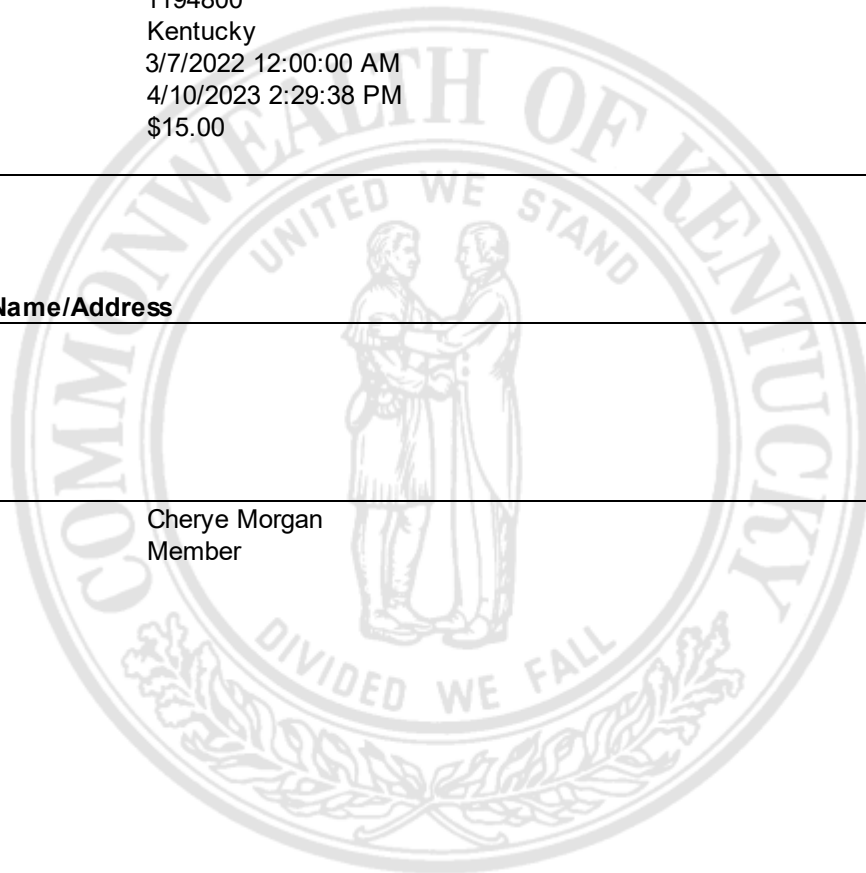 Kentucky
3/7/2022 12:00:00 AM
4/10/2023 2:29:38 PM
$15.00
COMMONWEALTH OF KENTUCKY
UNITED WE STAND
Name/Address
Cherye Morgan
Member
DIVIDED WE FALL